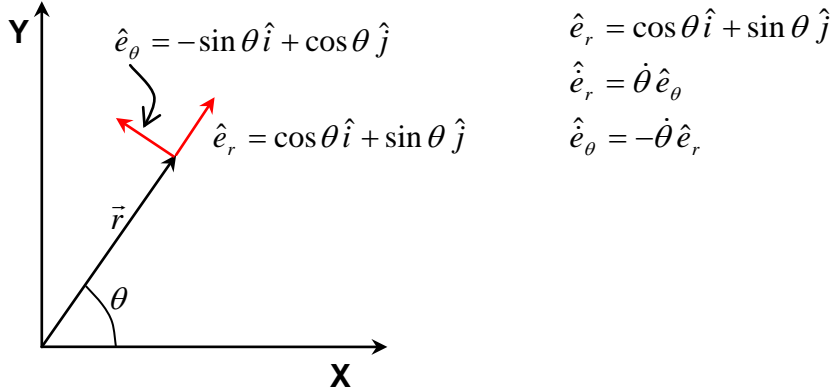 Y
ê_θ = −sin θ î + cos θ ĵ
ê_r = cos θ î + sin θ ĵ
r⃗
θ
X
ê_r = cos θ î + sin θ ĵ
ê̇_r = θ̇ ê_θ
ê̇_θ = −θ̇ ê_r